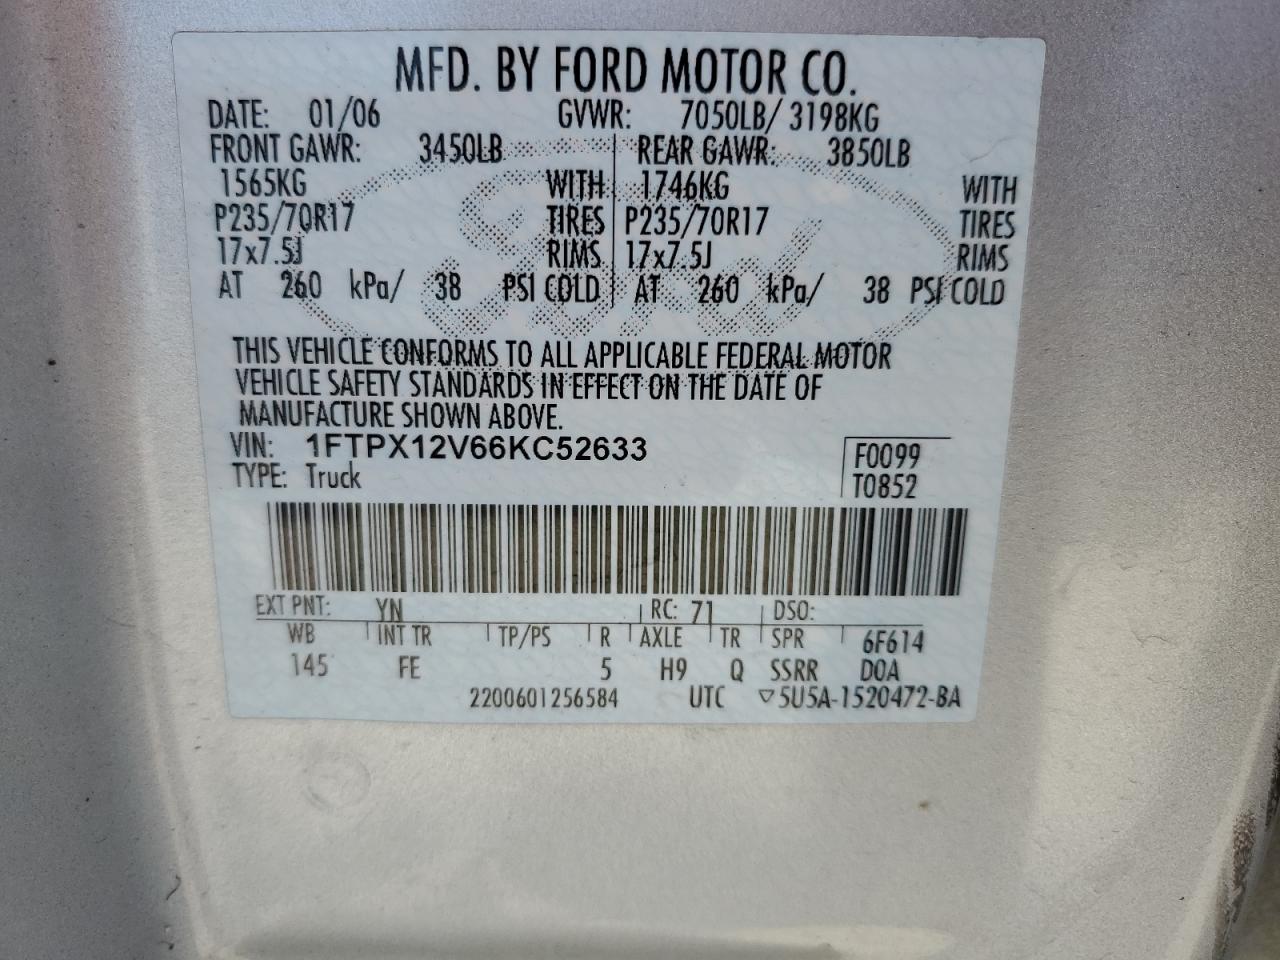 MFD. BY FORD MOTOR CO.
DATE: 01/06 GVWR: 7050LB/ 3198KG
FRONT GAWR: 3450LB REAR GAWR: 3850LB
1565KG WITH 1746KG WITH
P235/70R17 TIRES P235/70R17 TIRES
17x7.5J RIMS 17x7.5J RIMS
AT 260 kPa/ 38 PSI COLD AT 260 kPa/ 38 PSI COLD
Ford
THIS VEHICLE CONFORMS TO ALL APPLICABLE FEDERAL MOTOR
VEHICLE SAFETY STANDARDS IN EFFECT ON THE DATE OF
MANUFACTURE SHOWN ABOVE.
VIN: 1FTPX12V66KC52633
TYPE: Truck
F0099
T0852
EXT PNT: YN RC: 71 DSO:
WB INT TR TP/PS R AXLE TR SPR 6F614
145 FE 5 H9 Q SSRR DOA
2200601256584 UTC ▽5U5A-1520472-BA